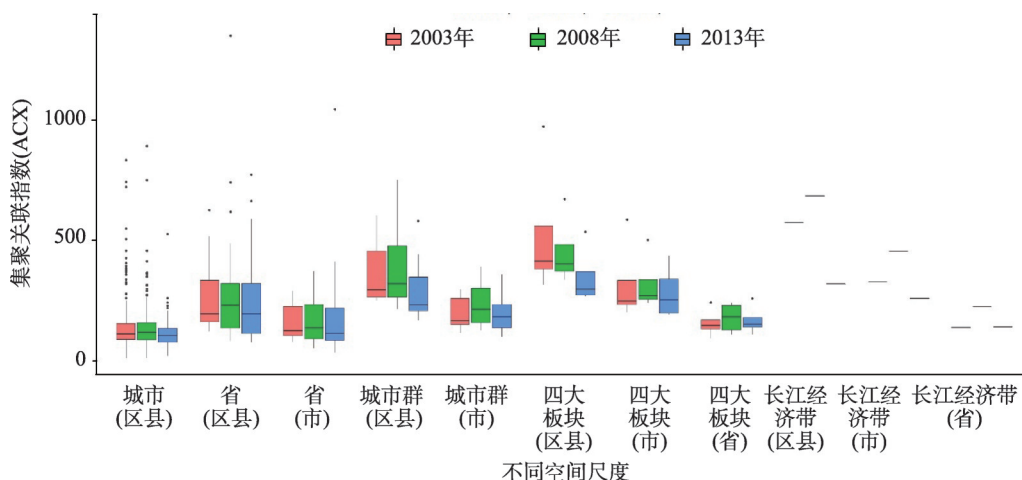 2003年 2008年 2013年
集聚关联指数(ACX)
1000
500
0
城市
(区县)
省
(区县)
省
(市)
城市群
(区县)
城市群
(市)
四大
板块
(区县)
四大
板块
(市)
四大
板块
(省)
长江经
济带
(区县)
长江经
济带
(市)
长江经济带
(省)
不同空间尺度